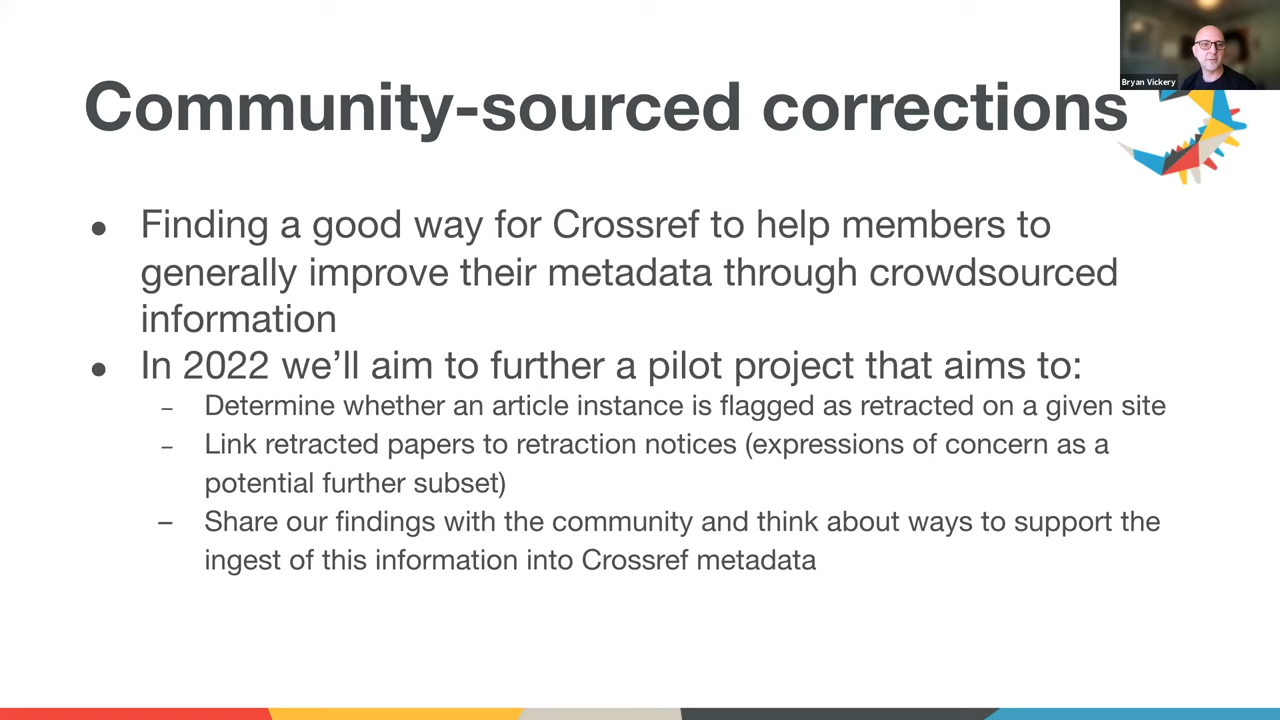 Bryan Vickery
Community-sourced corrections
● Finding a good way for Crossref to help members to
generally improve their metadata through crowdsourced
information
● In 2022 we’ll aim to further a pilot project that aims to:
– Determine whether an article instance is flagged as retracted on a given site
– Link retracted papers to retraction notices (expressions of concern as a
potential further subset)
– Share our findings with the community and think about ways to support the
ingest of this information into Crossref metadata